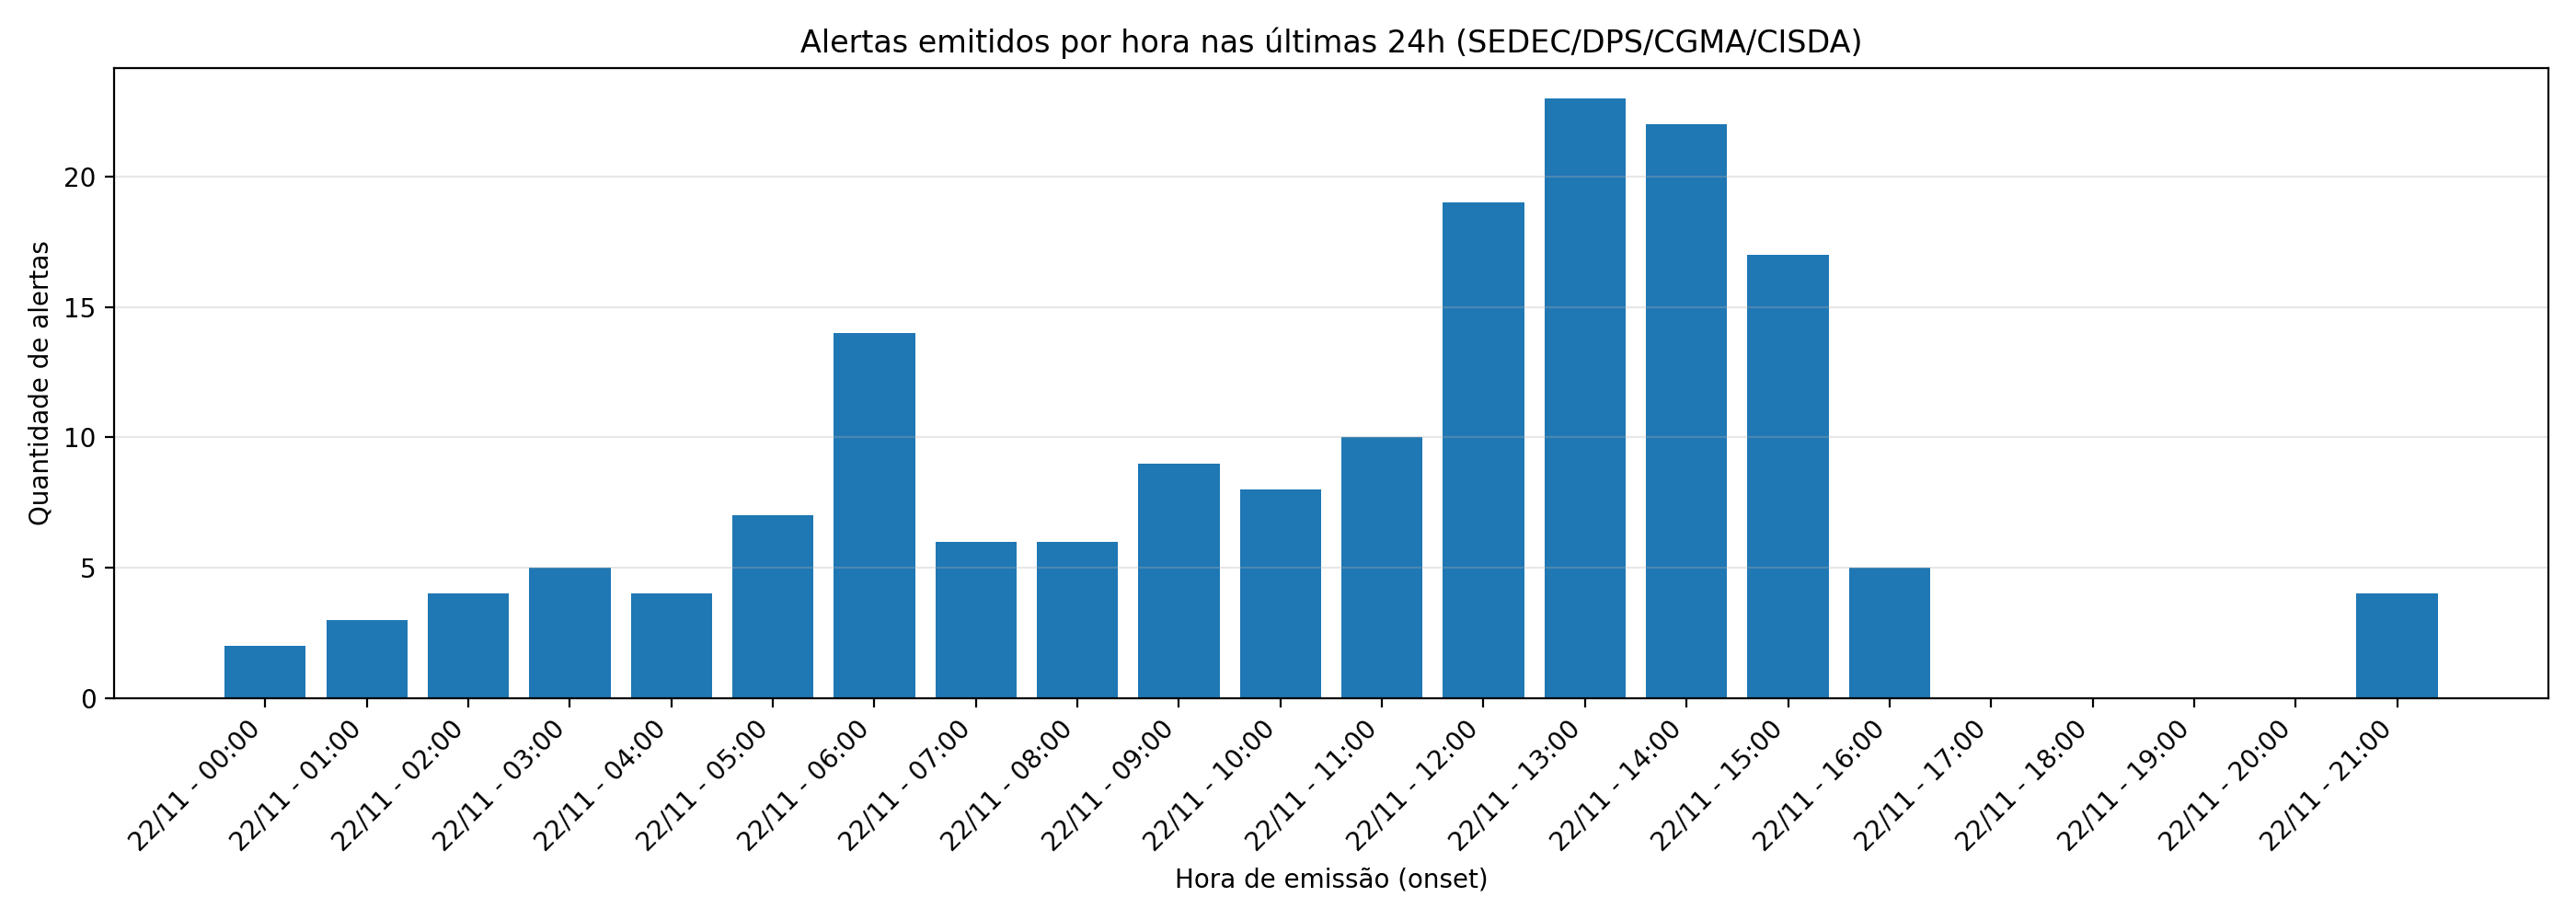 Alertas emitidos por hora nas últimas 24h (SEDEC/DPS/CGMA/CISDA)
Quantidade de alertas
20
15
10
5
0
22/11 - 00:00
22/11 - 01:00
22/11 - 02:00
22/11 - 03:00
22/11 - 04:00
22/11 - 05:00
22/11 - 06:00
22/11 - 07:00
22/11 - 08:00
22/11 - 09:00
22/11 - 10:00
22/11 - 11:00
22/11 - 12:00
22/11 - 13:00
22/11 - 14:00
22/11 - 15:00
22/11 - 16:00
22/11 - 17:00
22/11 - 18:00
22/11 - 19:00
22/11 - 20:00
22/11 - 21:00
Hora de emissão (onset)